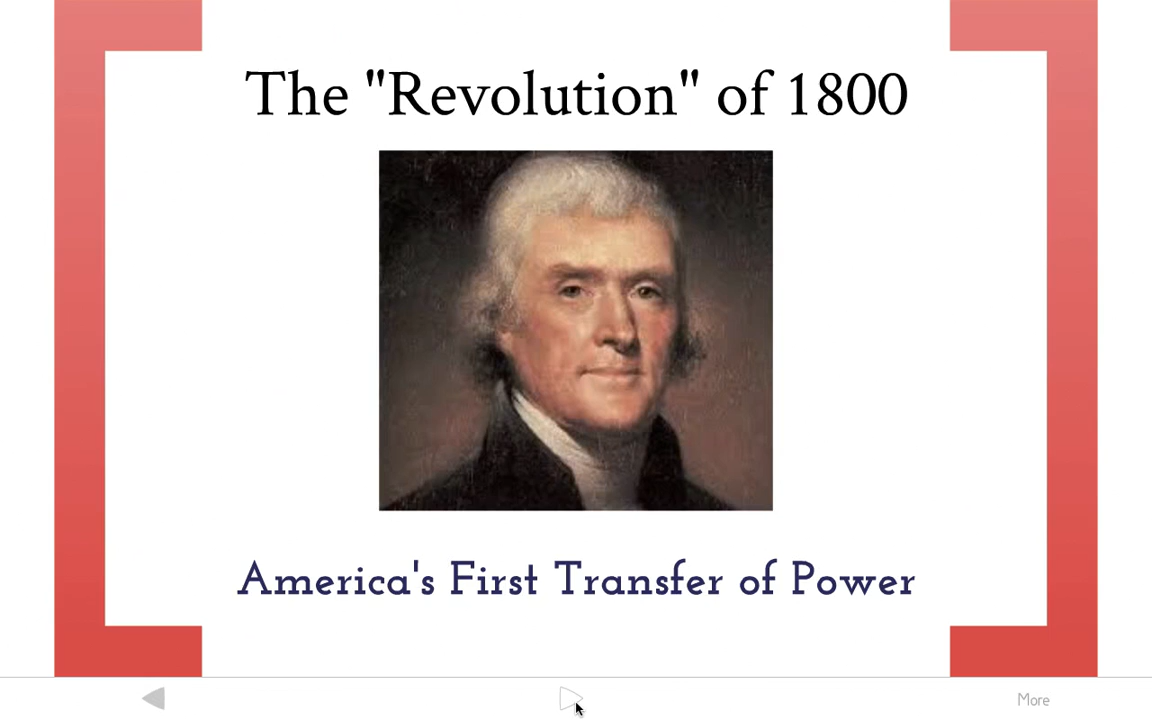 The "Revolution" of 1800
America's First Transfer of Power
More